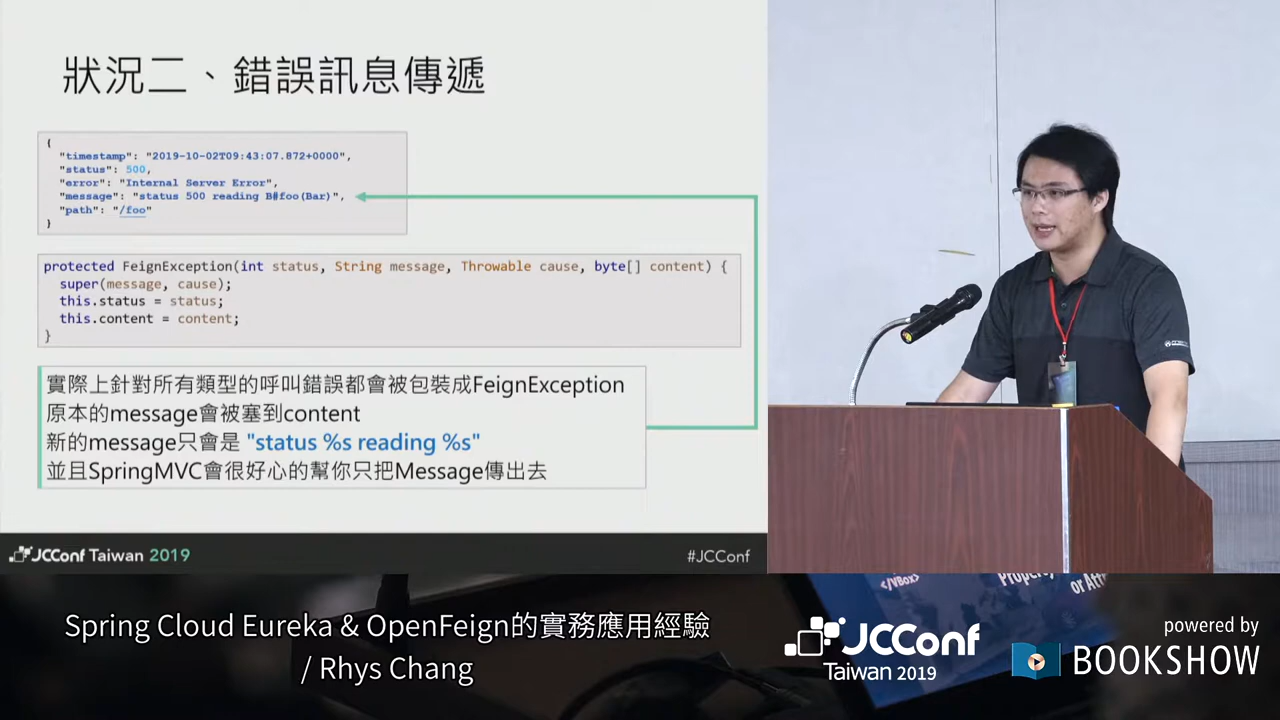 狀況二、錯誤訊息傳遞
{
"timestamp": "2019-10-02T09:43:07.872+0000",
"status": 500,
"error": "Internal Server Error",
"message": "status 500 reading B#foo(Bar)",
"path": "/foo"
}
protected FeignException(int status, String message, Throwable cause, byte[] content) {
super(message, cause);
this.status = status;
this.content = content;
}
實際上針對所有類型的呼叫錯誤都會被包裝成FeignException
原本的message會被塞到content
新的message只會是 "status %s reading %s"
並且SpringMVC會很好心的幫你只把Message傳出去
JCConf Taiwan 2019
#JCConf
</VBox>
Spring Cloud Eureka & OpenFeign的實務應用經驗
/ Rhys Chang
JCConf
Taiwan 2019
powered by
BOOKSHOW